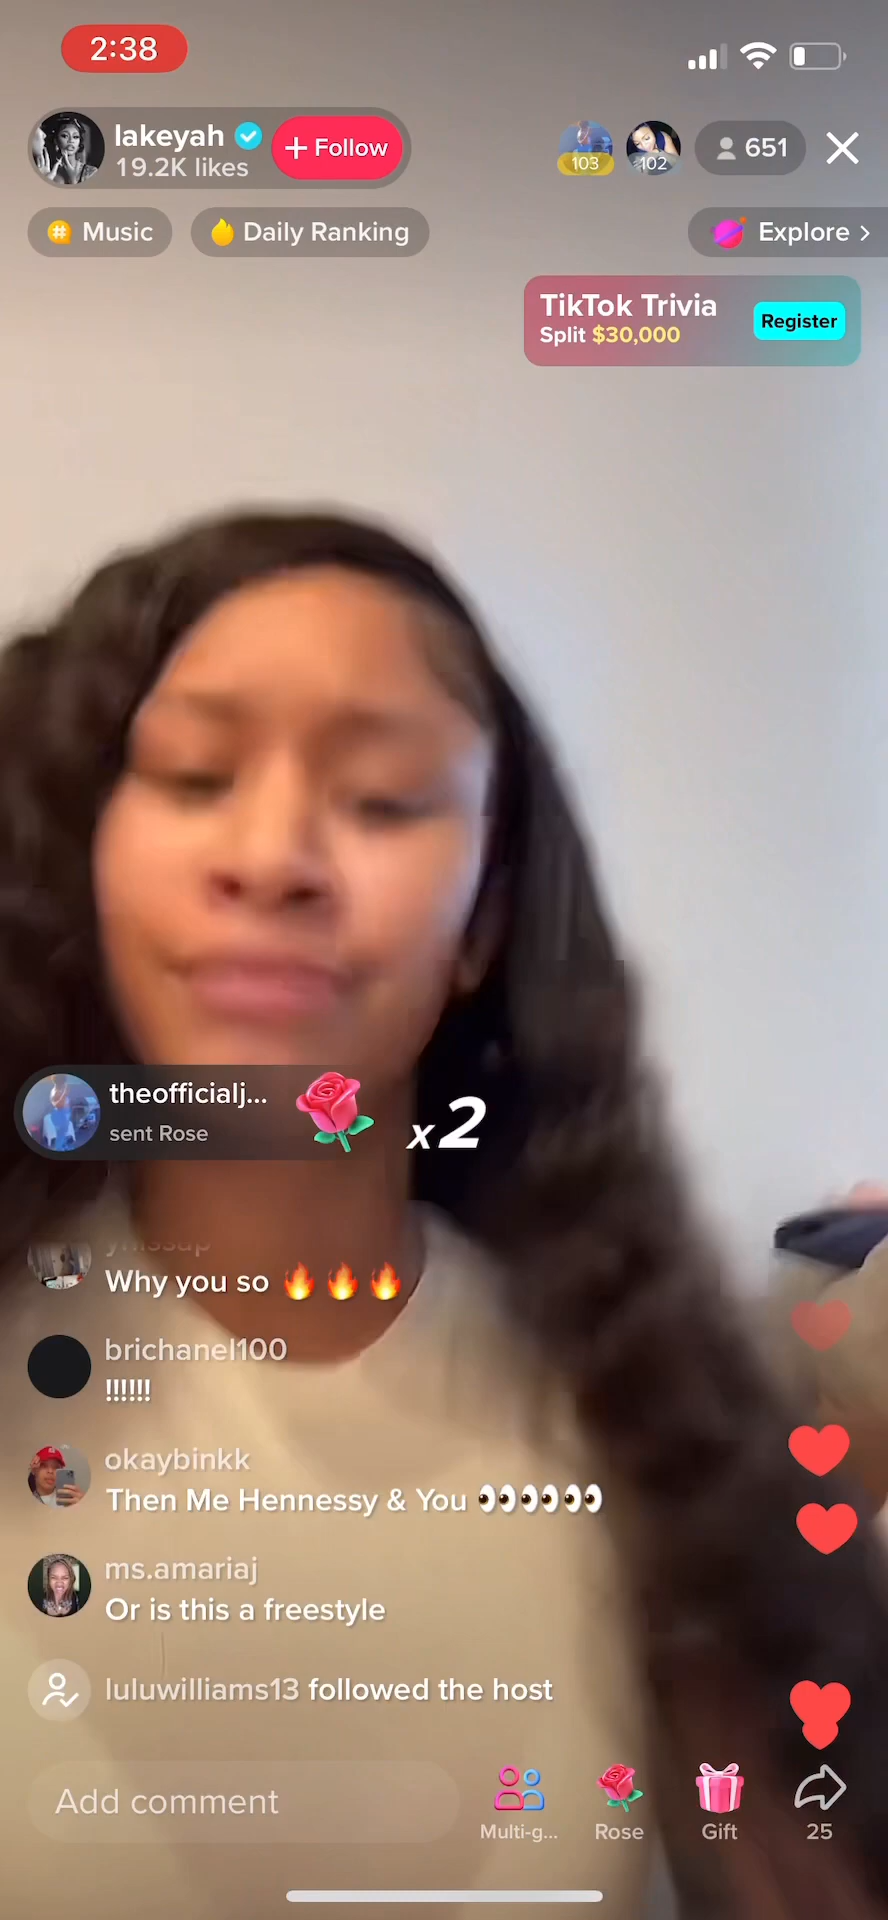 2:38
lakeyah
19.2K likes
+ Follow
103
102
651
Music
Daily Ranking
Explore >
TikTok Trivia
Split $30,000
Register
theofficialj...
sent Rose
x2
Why you so 🔥🔥🔥
brichanel100
!!!!!!
okaybinkk
Then Me Hennessy & You 👀👀👀👀👀👀
ms.amariaj
Or is this a freestyle
luluwilliams13 followed the host
Add comment
Multi-g...
Rose
Gift
25